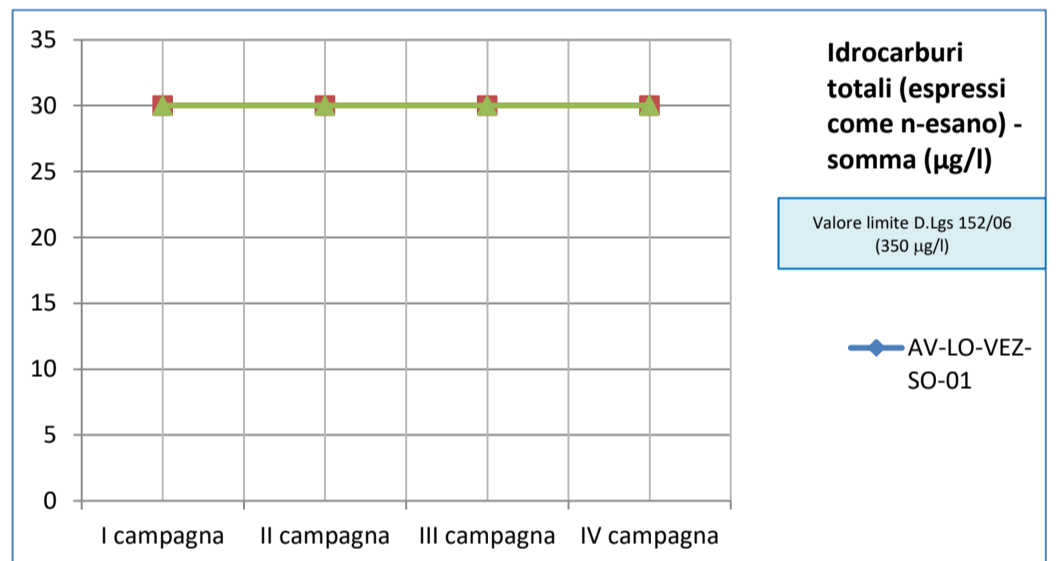 35
30
25
20
15
10
5
0
I campagna
II campagna
III campagna
IV campagna
Idrocarburi
totali (espressi
come n-esano) -
somma (µg/l)
Valore limite D.Lgs 152/06
(350 µg/l)
AV-LO-VEZ-
SO-01